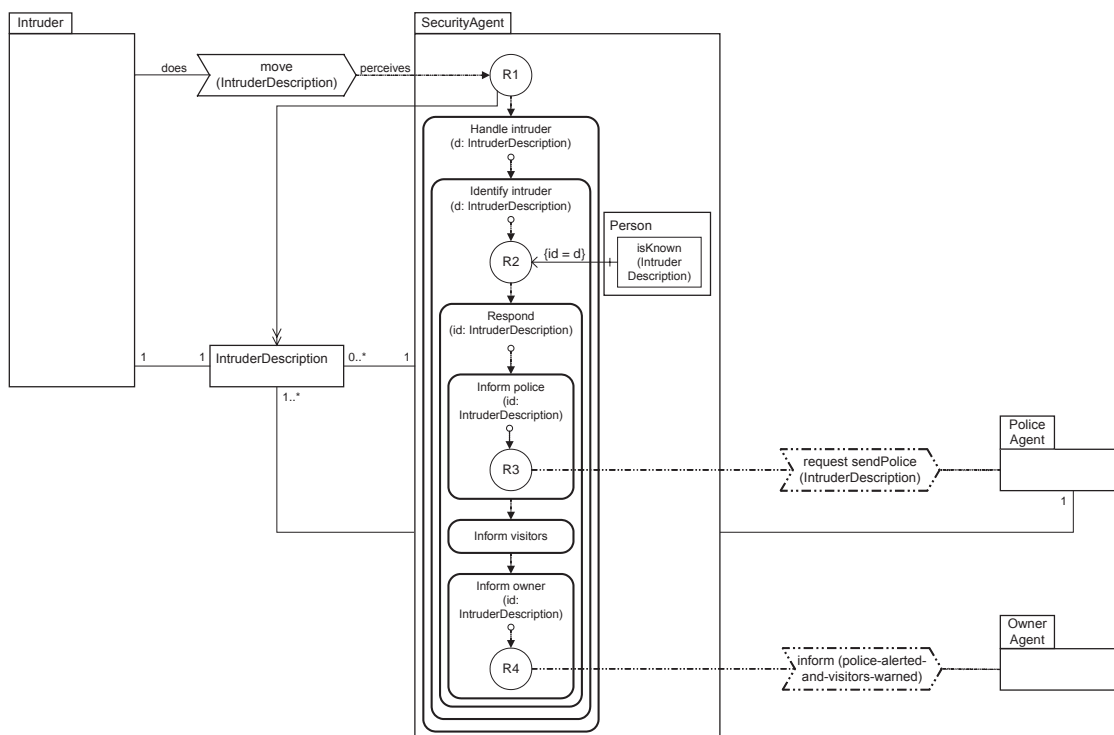 Intruder
SecurityAgent
does
move
(IntruderDescription)
perceives
R1
Handle intruder
(d: IntruderDescription)
Identify intruder
(d: IntruderDescription)
Person
isKnown
(Intruder
Description)
{id = d}
R2
Respond
(id: IntruderDescription)
1
1
IntruderDescription
0..*
1
1..*
Inform police
(id:
IntruderDescription)
R3
request sendPolice
(IntruderDescription)
Police
Agent
1
Inform visitors
Inform owner
(id:
IntruderDescription)
R4
inform (police-alerted-
and-visitors-warned)
Owner
Agent